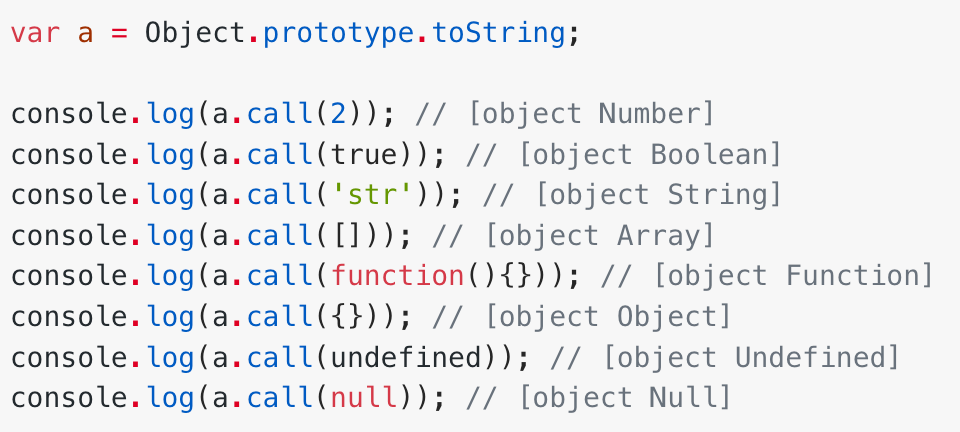 var a = Object.prototype.toString;
console.log(a.call(2)); // [object Number]
console.log(a.call(true)); // [object Boolean]
console.log(a.call('str')); // [object String]
console.log(a.call([])); // [object Array]
console.log(a.call(function(){})); // [object Function]
console.log(a.call({})); // [object Object]
console.log(a.call(undefined)); // [object Undefined]
console.log(a.call(null)); // [object Null]